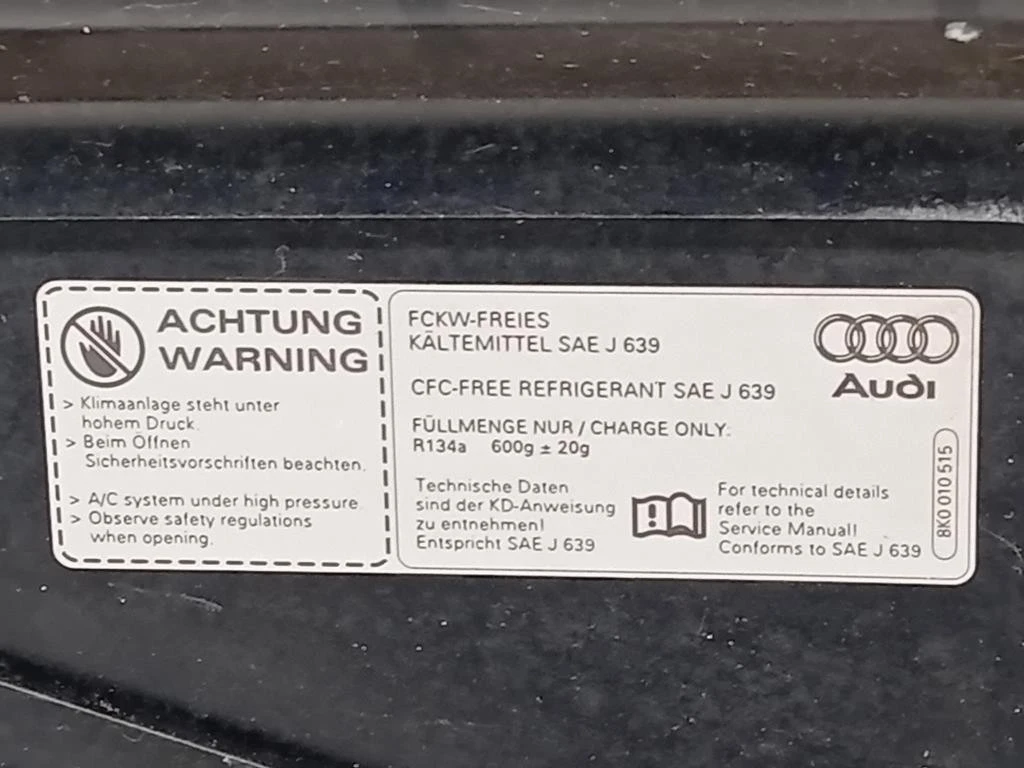 ACHTUNG
WARNING
> Klimaanlage steht unter
hohem Druck.
> Beim Öffnen
Sicherheitsvorschriften beachten.
> A/C system under high pressure
> Observe safety regulations
when opening.
FCKW-FREIES
KÄLTEMITTEL SAE J 639
CFC-FREE REFRIGERANT SAE J 639
FÜLLMENGE NUR / CHARGE ONLY:
R134a 600g ± 20g
Technische Daten
sind der KD-Anweisung
zu entnehmen!
Entspricht SAE J 639
For technical details
refer to the
Service Manual!
Conforms to SAE J 639
Audi
8K0 010 515